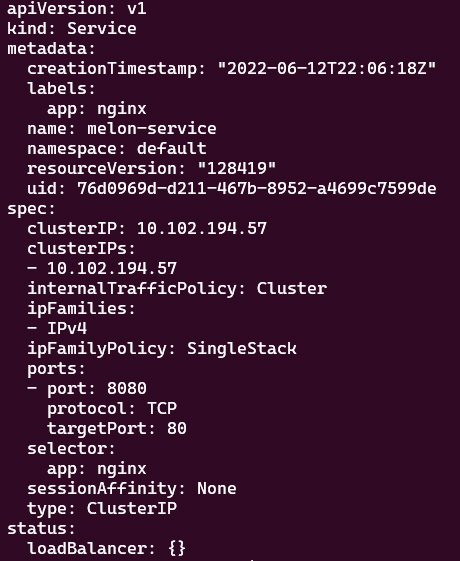 apiVersion: v1
kind: Service
metadata:
  creationTimestamp: "2022-06-12T22:06:18Z"
  labels:
    app: nginx
  name: melon-service
  namespace: default
  resourceVersion: "128419"
  uid: 76d0969d-d211-467b-8952-a4699c7599de
spec:
  clusterIP: 10.102.194.57
  clusterIPs:
  - 10.102.194.57
  internalTrafficPolicy: Cluster
  ipFamilies:
  - IPv4
  ipFamilyPolicy: SingleStack
  ports:
  - port: 8080
    protocol: TCP
    targetPort: 80
  selector:
    app: nginx
  sessionAffinity: None
  type: ClusterIP
status:
  loadBalancer: {}